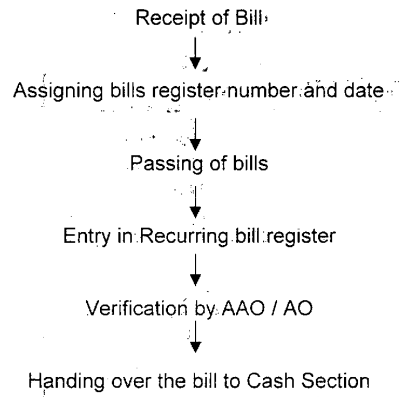 Receipt of Bill
Assigning bills register number and date
Passing of bills
Entry in Recurring bill register
Verification by AAO / AO
Handing over the bill to Cash Section